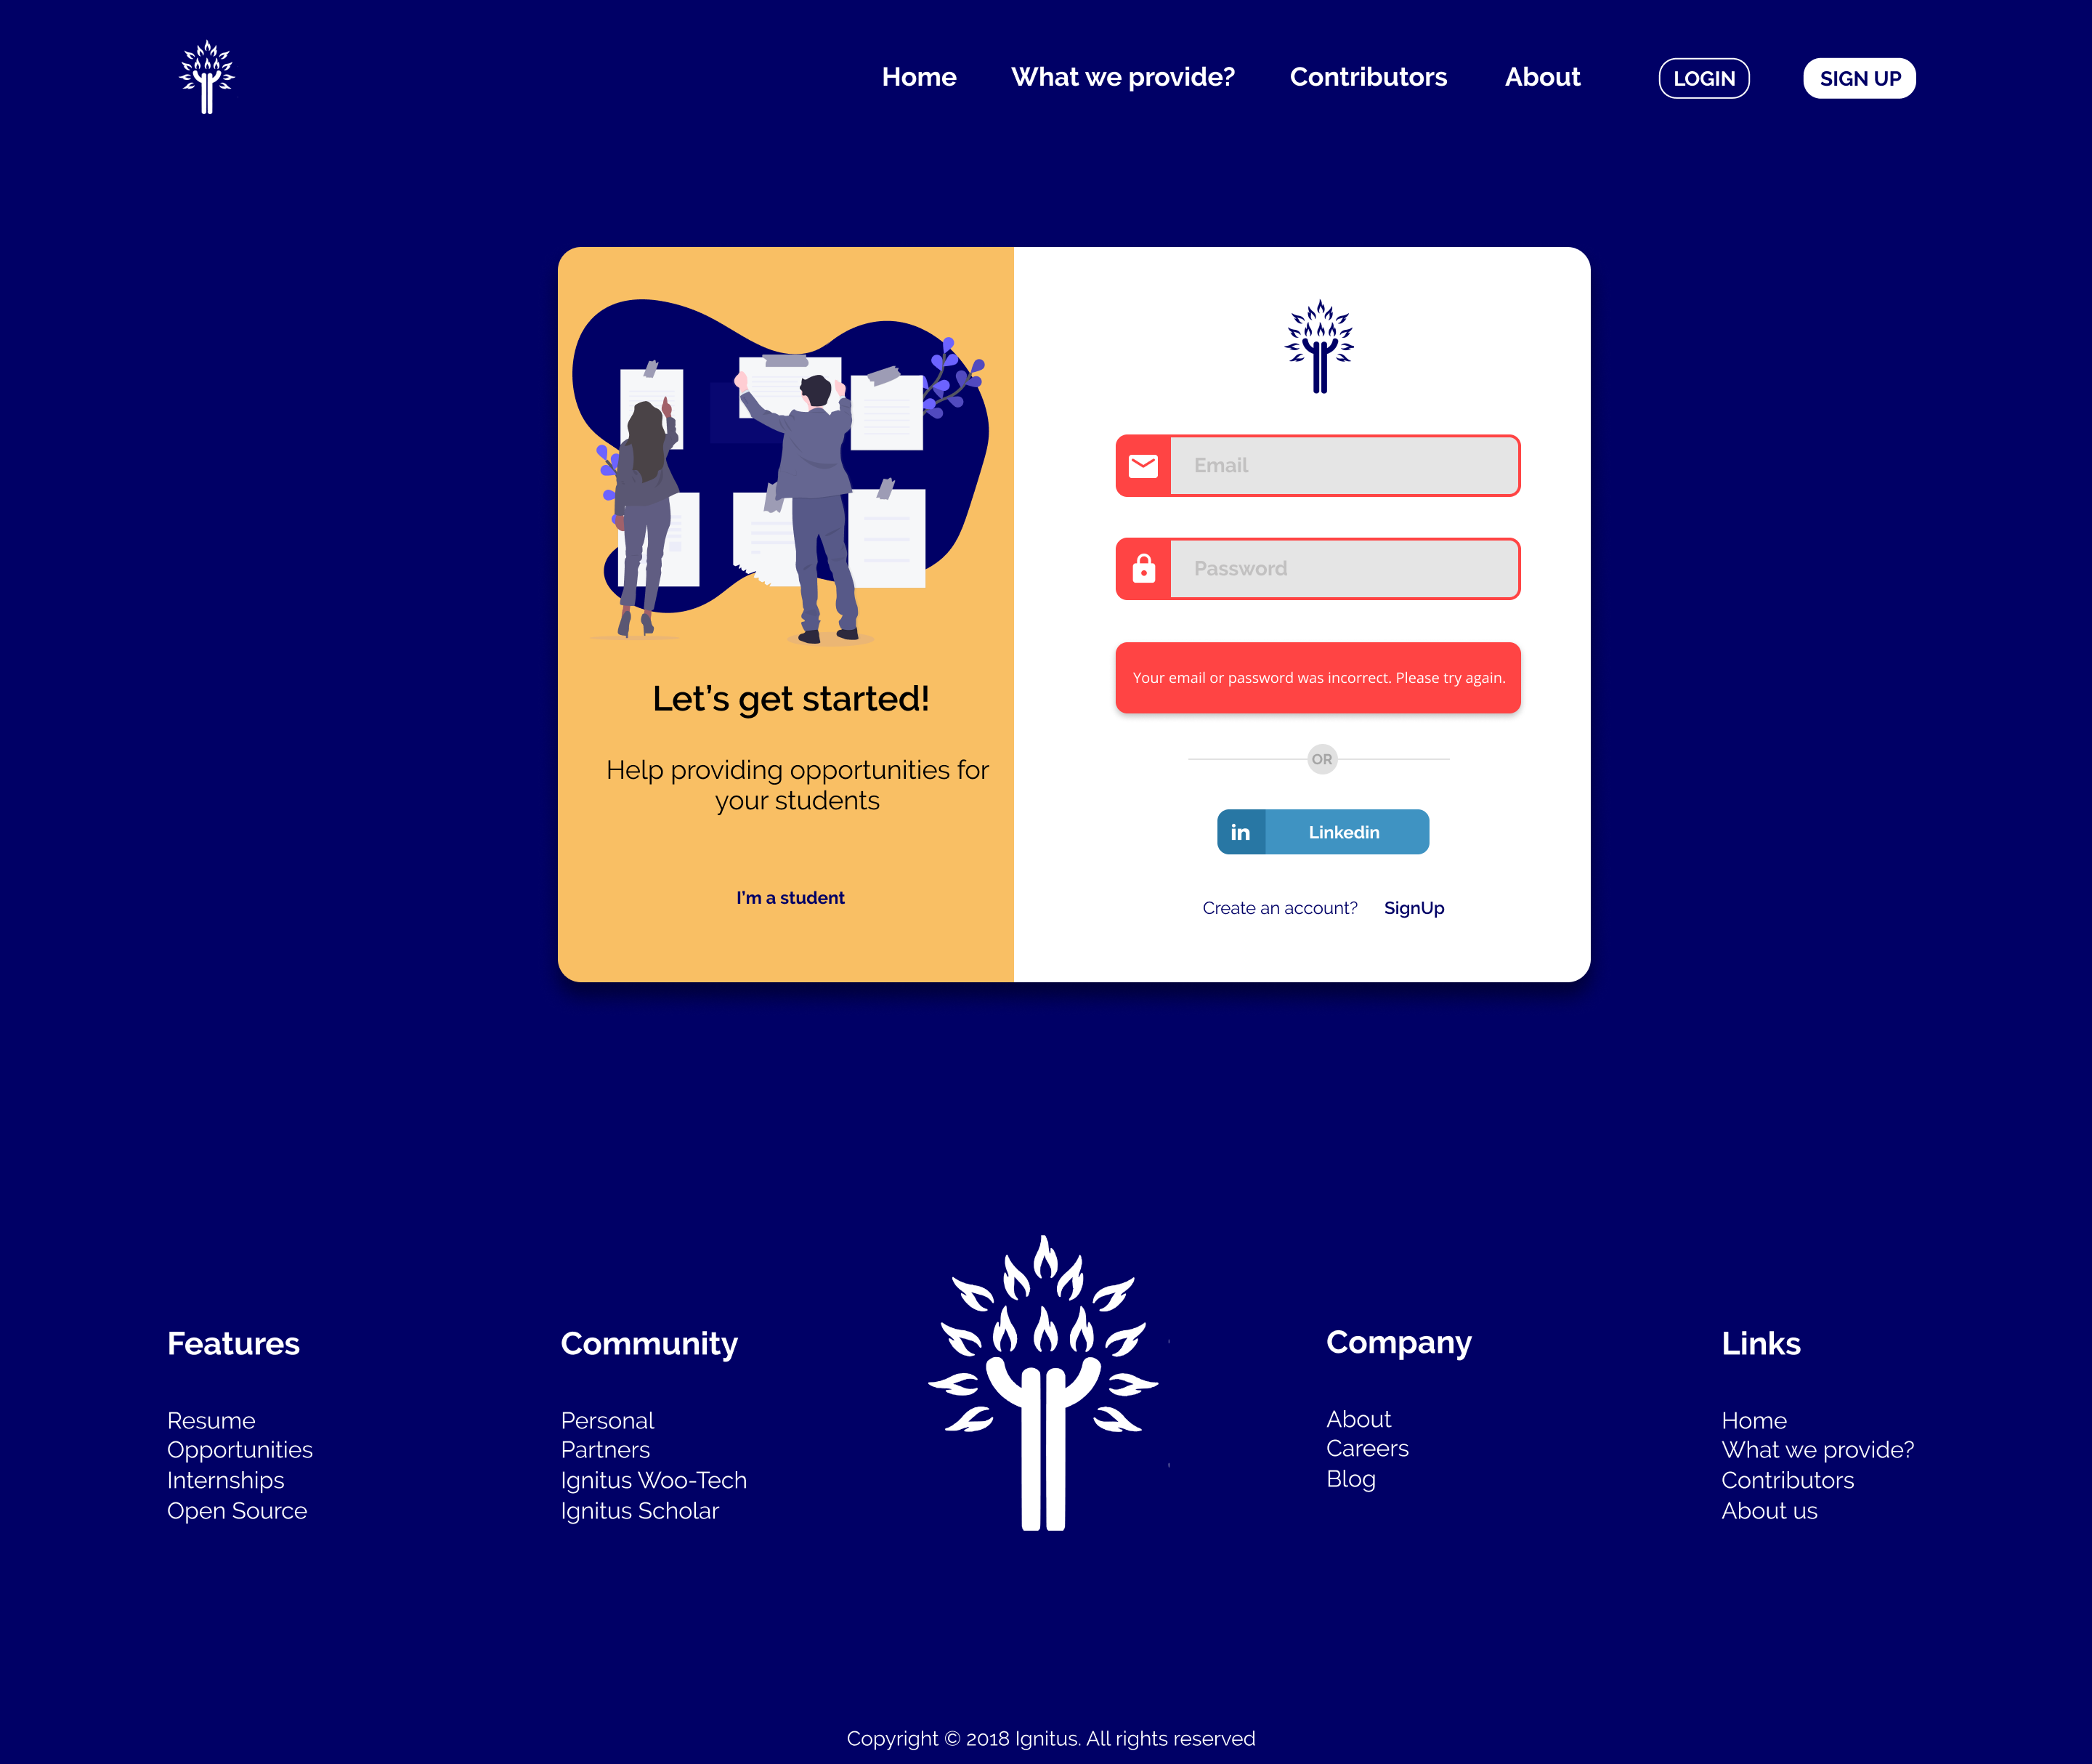 Home
What we provide?
Contributors
About
LOGIN
SIGN UP
Let's get started!
Help providing opportunities for
your students
I'm a student
Email
Password
Your email or password was incorrect. Please try again.
OR
in
Linkedin
Create an account?
SignUp
Features
Resume
Opportunities
Internships
Open Source
Community
Personal
Partners
Ignitus Woo-Tech
Ignitus Scholar
Company
About
Careers
Blog
Links
Home
What we provide?
Contributors
About us
Copyright © 2018 Ignitus. All rights reserved